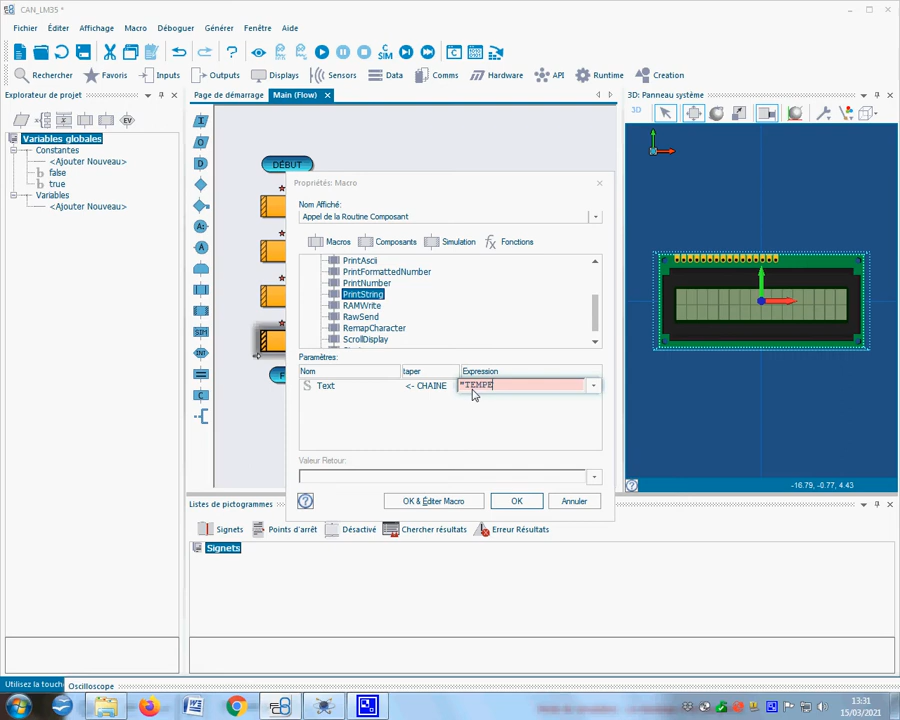 CAN_LM35*
Fichier Éditer Affichage Macro Déboguer Générer Fenêtre Aide
C SIM
Rechercher Favoris Inputs Outputs Displays Sensors Data Comms Hardware API Runtime Creation
Explorateur de projet
Page de démarrage Main (Flow)
3D: Panneau système
3D
Variables globales
Constantes
<Ajouter Nouveau>
false
true
Variables
<Ajouter Nouveau>
DÉBUT
Propriétés: Macro
Nom Affiché:
Appel de la Routine Composant
Macros Composants Simulation Fonctions
PrintAscii
PrintFormattedNumber
PrintNumber
PrintString
RAMWrite
RawSend
RemapCharacter
ScrollDisplay
Paramètres:
Nom taper Expression
Text <- CHAINE "TEMPE
Valeur Retour:
OK & Éditer Macro OK Annuler
-16.79, -0.77, 4.43
Listes de pictogrammes
Signets Points d'arrêt Désactivé Chercher résultats Erreur Résultats
Signets
Utilisez la touch
Oscilloscope
13:31
15/03/2021